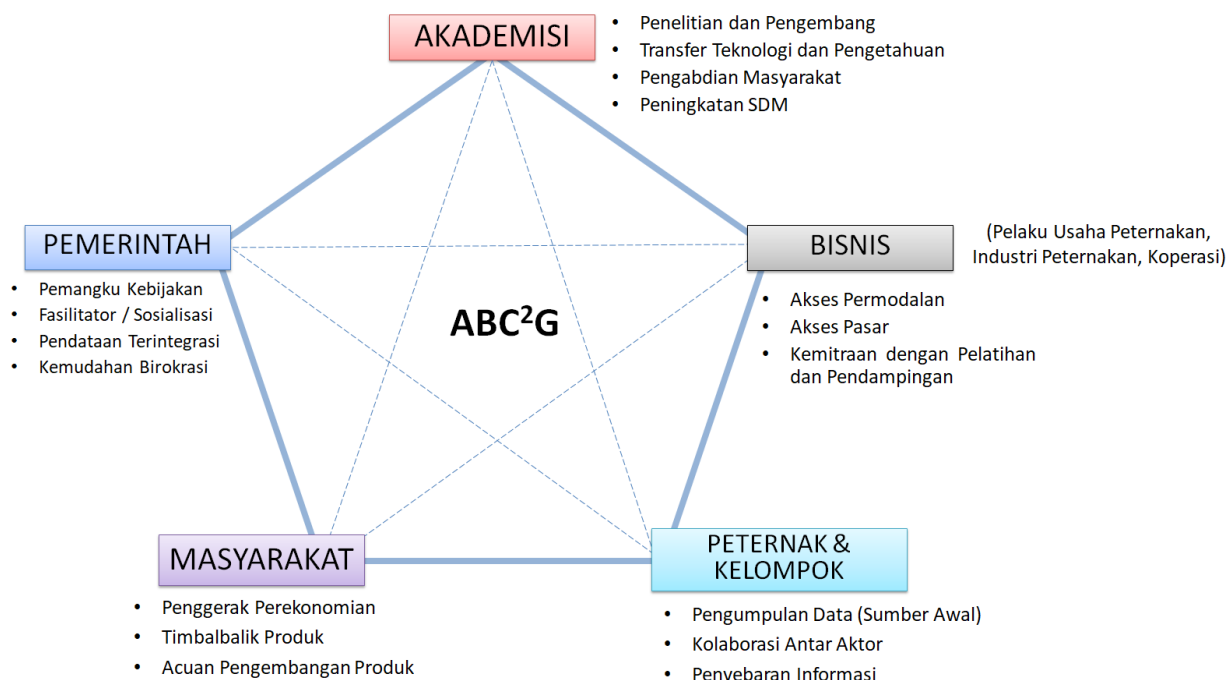 AKADEMISI
• Penelitian dan Pengembang
• Transfer Teknologi dan Pengetahuan
• Pengabdian Masyarakat
• Peningkatan SDM
PEMERINTAH
• Pemangku Kebijakan
• Fasilitator / Sosialisasi
• Pendataan Terintegrasi
• Kemudahan Birokrasi
ABC²G
BISNIS
(Pelaku Usaha Peternakan,
Industri Peternakan, Koperasi)
• Akses Permodalan
• Akses Pasar
• Kemitraan dengan Pelatihan
dan Pendampingan
MASYARAKAT
• Penggerak Perekonomian
• Timbalbalik Produk
• Acuan Pengembangan Produk
PETERNAK &
KELOMPOK
• Pengumpulan Data (Sumber Awal)
• Kolaborasi Antar Aktor
• Penyebaran Informasi